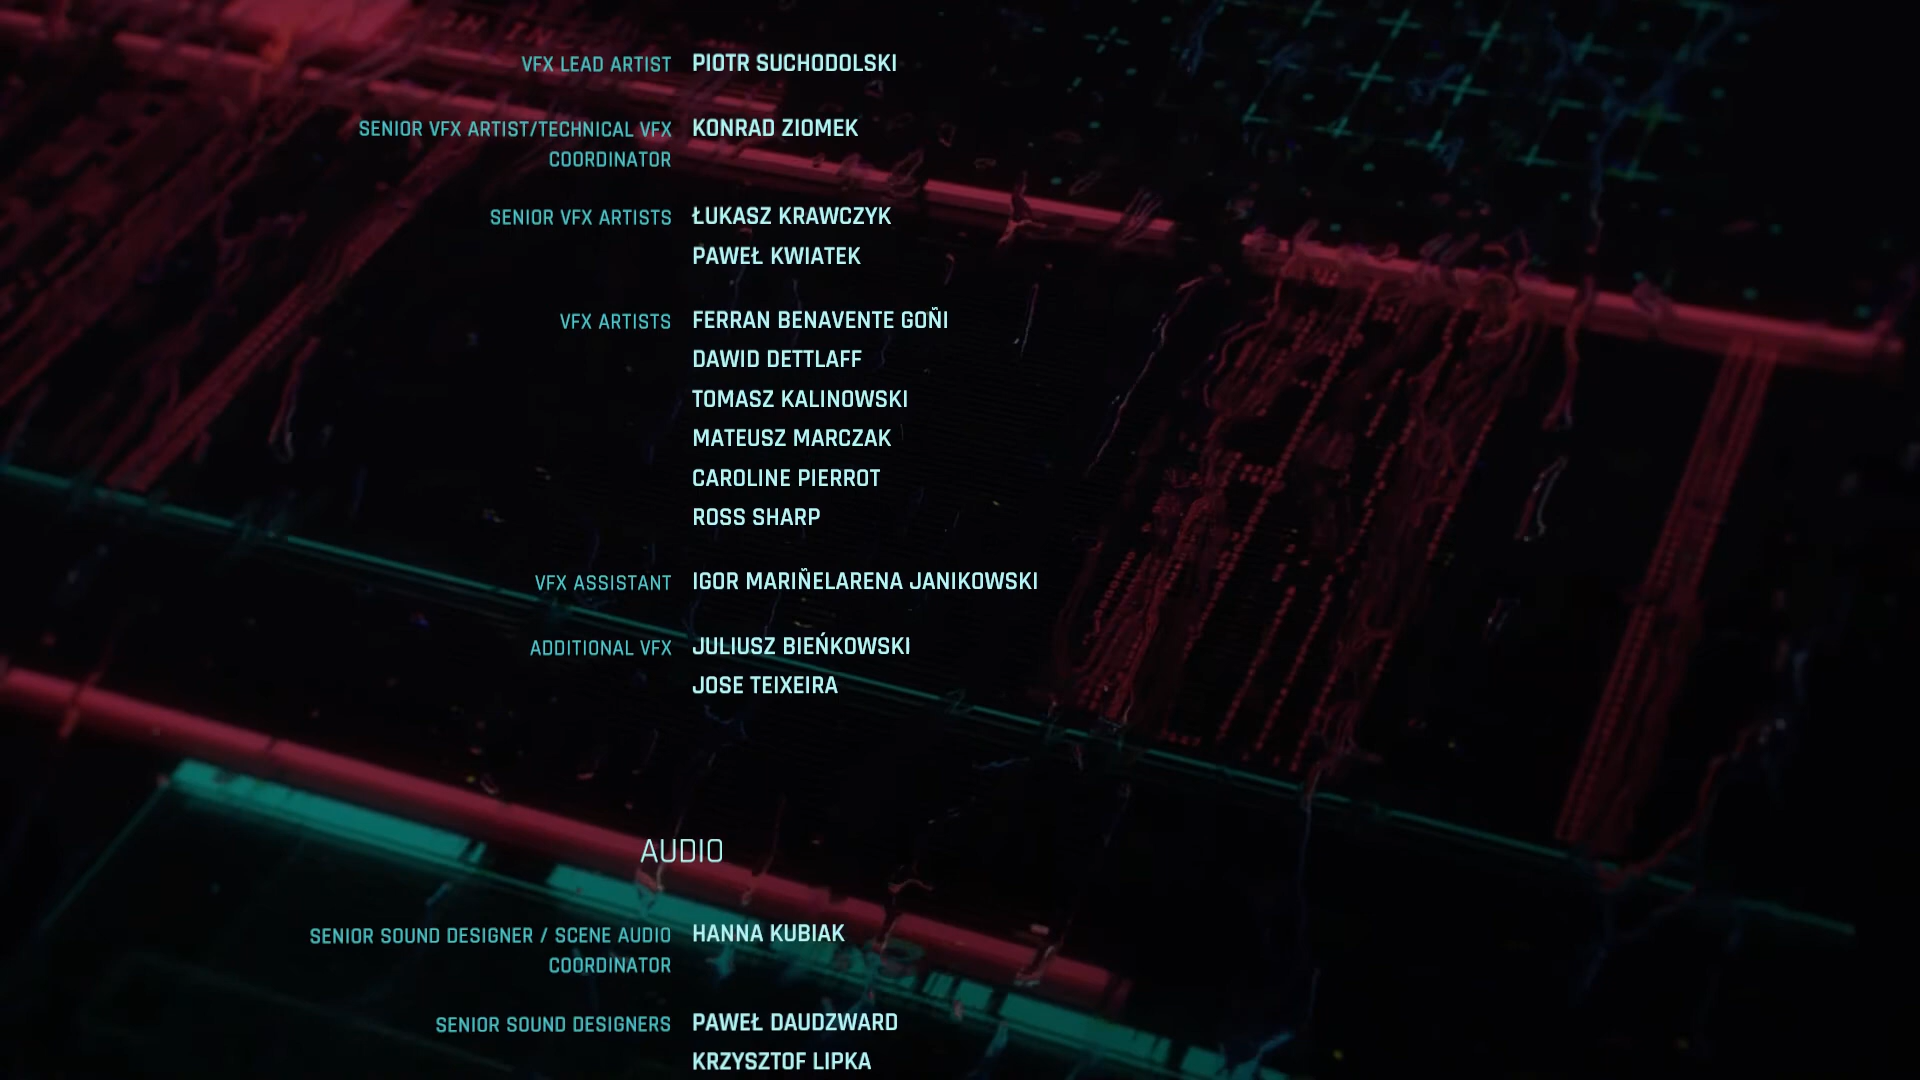 VFX LEAD ARTIST PIOTR SUCHODOLSKI
SENIOR VFX ARTIST/TECHNICAL VFX KONRAD ZIOMEK
COORDINATOR
SENIOR VFX ARTISTS ŁUKASZ KRAWCZYK
PAWEŁ KWIATEK
VFX ARTISTS FERRAN BENAVENTE GOÑI
DAWID DETTLAFF
TOMASZ KALINOWSKI
MATEUSZ MARCZAK
CAROLINE PIERROT
ROSS SHARP
VFX ASSISTANT IGOR MARIÑELARENA JANIKOWSKI
ADDITIONAL VFX JULIUSZ BIEŃKOWSKI
JOSE TEIXEIRA
AUDIO
SENIOR SOUND DESIGNER / SCENE AUDIO HANNA KUBIAK
COORDINATOR
SENIOR SOUND DESIGNERS PAWEŁ DAUDZWARD
KRZYSZTOF LIPKA